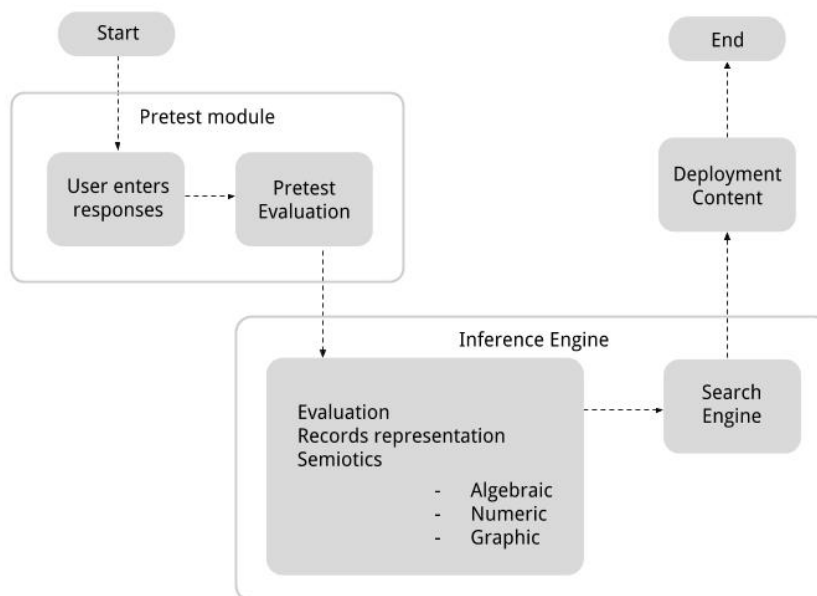 Start
End
Pretest module
User enters
responses
Pretest
Evaluation
Deployment
Content
Inference Engine
Evaluation
Records representation
Semiotics
- Algebraic
- Numeric
- Graphic
Search
Engine